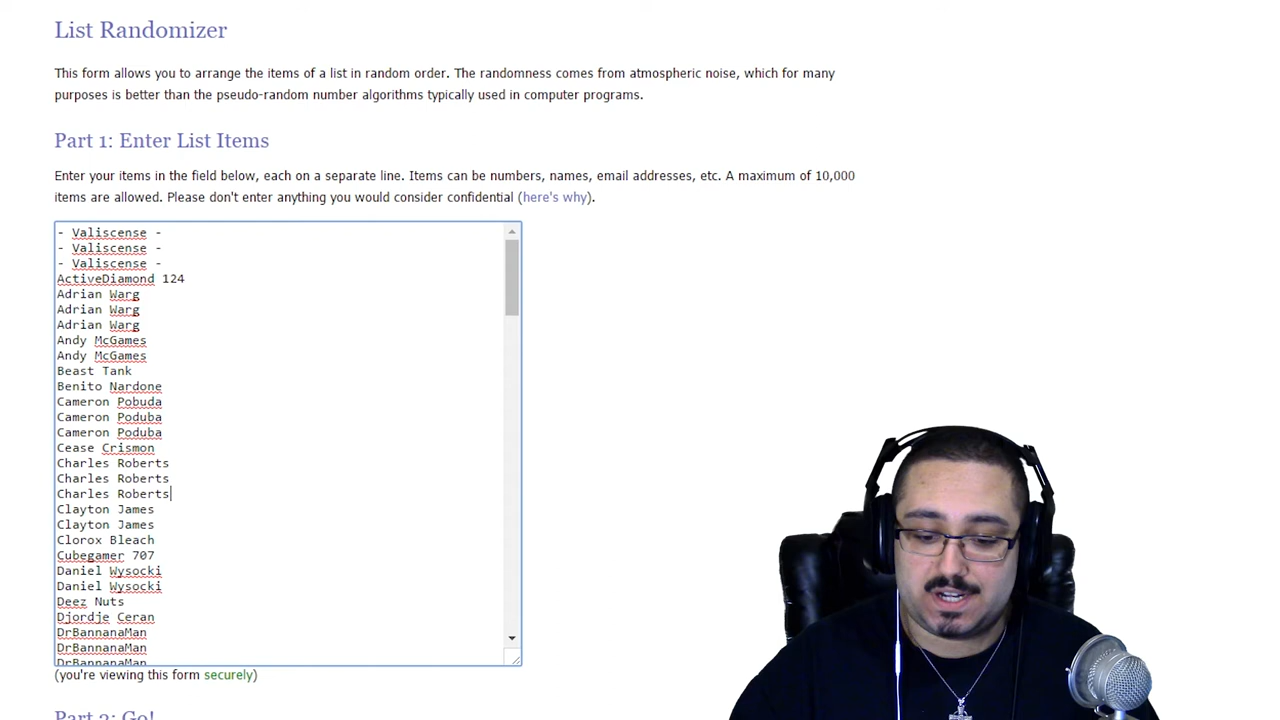 List Randomizer
This form allows you to arrange the items of a list in random order. The randomness comes from atmospheric noise, which for many
purposes is better than the pseudo-random number algorithms typically used in computer programs.
Part 1: Enter List Items
Enter your items in the field below, each on a separate line. Items can be numbers, names, email addresses, etc. A maximum of 10,000
items are allowed. Please don't enter anything you would consider confidential (here's why).
- Valiscense -
- Valiscense -
- Valiscense -
ActiveDiamond 124
Adrian Warg
Adrian Warg
Adrian Warg
Andy McGames
Andy McGames
Beast Tank
Benito Nardone
Cameron Pobuda
Cameron Poduba
Cameron Poduba
Cease Crismon
Charles Roberts
Charles Roberts
Charles Roberts
Clayton James
Clayton James
Clorox Bleach
Cubegamer 707
Daniel Wysocki
Daniel Wysocki
Deez Nuts
Djordje Ceran
DrBannanaMan
DrBannanaMan
DrBannanaMan
(you're viewing this form securely)
Part 2: Go!